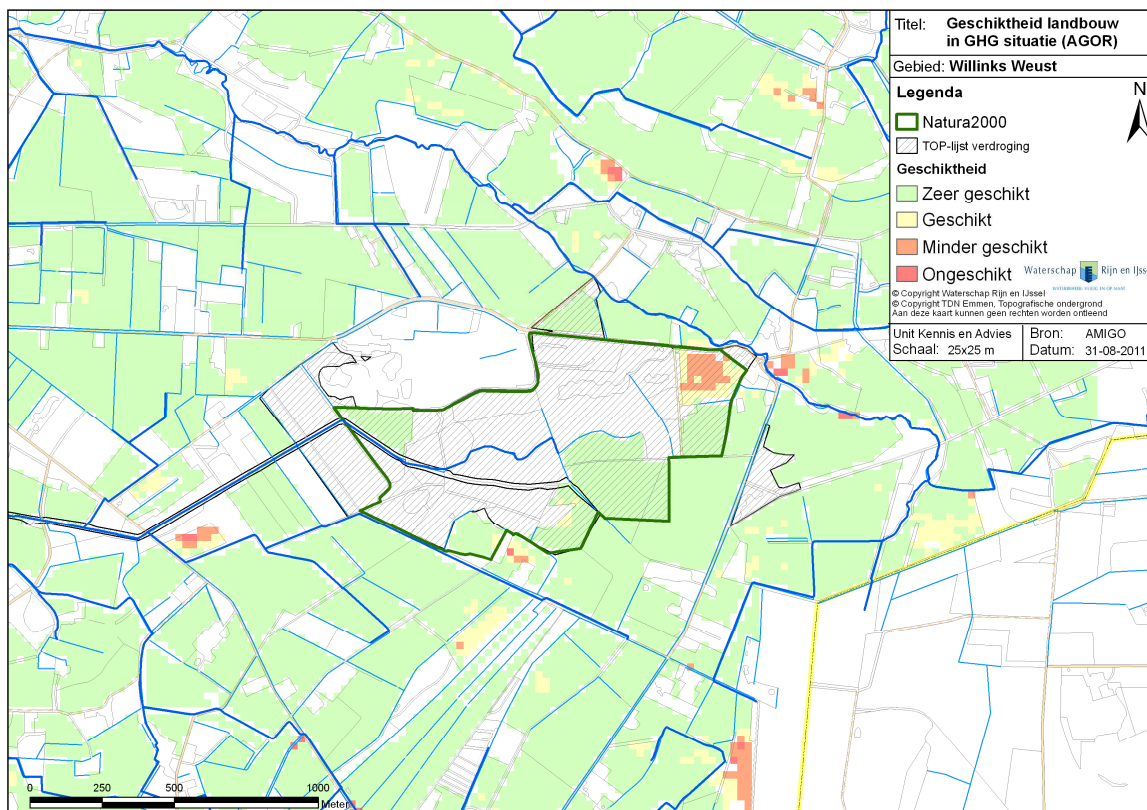 Titel: Geschiktheid landbouw
in GHG situatie (AGOR)
Gebied: Willinks Weust
Legenda
N
Natura2000
TOP-lijst verdroging
Geschiktheid
Zeer geschikt
Geschikt
Minder geschikt
Ongeschikt
Waterschap Rijn en IJsse
© Copyright Waterschap Rijn en IJssel
© Copyright TDN Emmen, Topografische ondergrond
Aan deze kaart kunnen geen rechten worden ontleend
Unit Kennis en Advies
Bron: AMIGO
Schaal: 25x25 m
Datum: 31-08-2011
0 250 500 1000
Meter